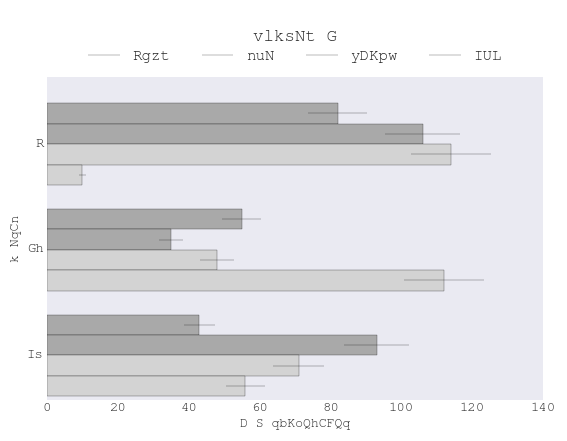 vlksNt G
Rgzt nuN yDKpw IUL
k NqCn
R
Gh
Is
0 20 40 60 80 100 120 140
D S qbKoQhCFQq